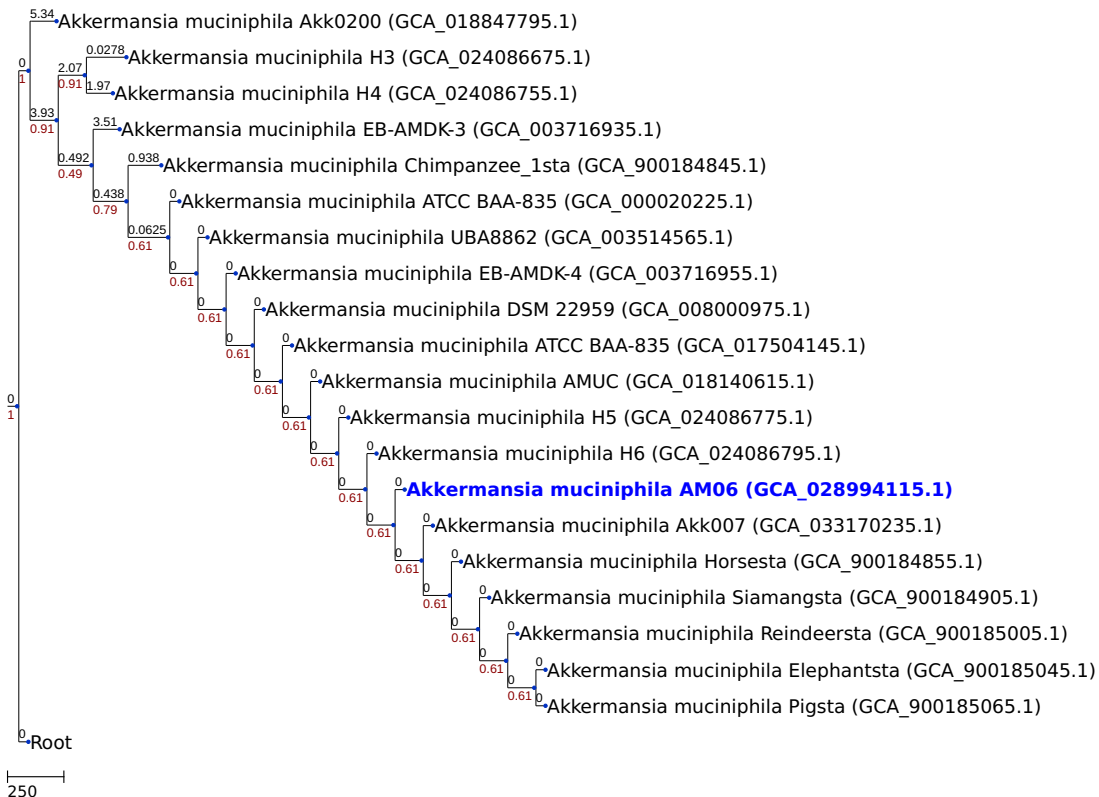 5.34
Akkermansia muciniphila Akk0200 (GCA_018847795.1)
0.0278
Akkermansia muciniphila H3 (GCA_024086675.1)
0
2.07
1
0.91
1.97
Akkermansia muciniphila H4 (GCA_024086755.1)
3.93
0.91
3.51
Akkermansia muciniphila EB-AMDK-3 (GCA_003716935.1)
0.492
0.49
0.938
Akkermansia muciniphila Chimpanzee_1sta (GCA_900184845.1)
0.438
0.79
0
Akkermansia muciniphila ATCC BAA-835 (GCA_000020225.1)
0.0625
0.61
0
Akkermansia muciniphila UBA8862 (GCA_003514565.1)
0
0.61
0
Akkermansia muciniphila EB-AMDK-4 (GCA_003716955.1)
0
0.61
0
Akkermansia muciniphila DSM 22959 (GCA_008000975.1)
0
0.61
0
Akkermansia muciniphila ATCC BAA-835 (GCA_017504145.1)
0
0.61
0
Akkermansia muciniphila AMUC (GCA_018140615.1)
0
1
0
0.61
0
Akkermansia muciniphila H5 (GCA_024086775.1)
0
0.61
0
Akkermansia muciniphila H6 (GCA_024086795.1)
0
0.61
0
Akkermansia muciniphila AM06 (GCA_028994115.1)
0
0.61
0
Akkermansia muciniphila Akk007 (GCA_033170235.1)
0
0.61
0
Akkermansia muciniphila Horsesta (GCA_900184855.1)
0
0.61
0
Akkermansia muciniphila Siamangsta (GCA_900184905.1)
0
0.61
0
Akkermansia muciniphila Reindeersta (GCA_900185005.1)
0
0.61
0
Akkermansia muciniphila Elephantsta (GCA_900185045.1)
0
0.61
0
Akkermansia muciniphila Pigsta (GCA_900185065.1)
0
Root
250